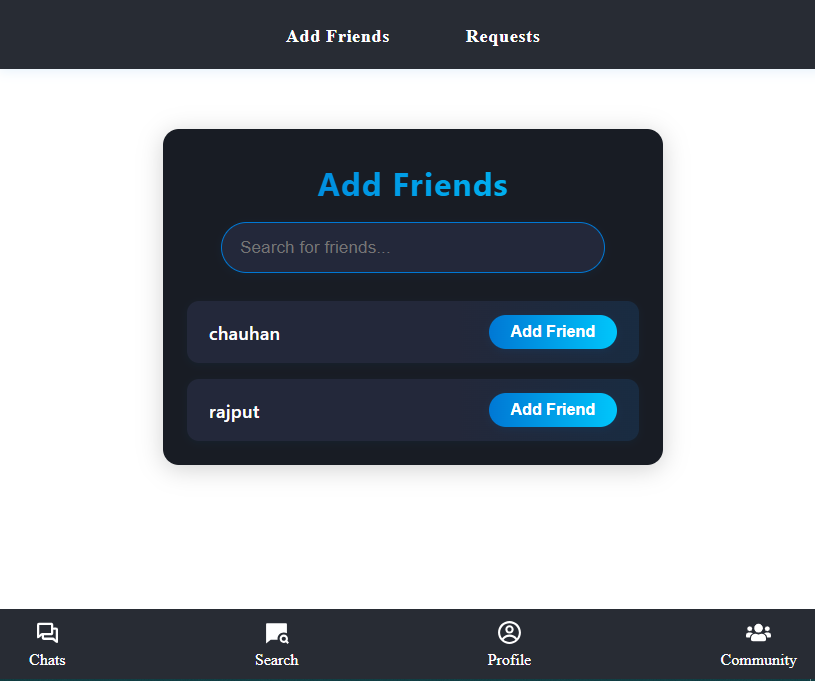 Add Friends Requests
Add Friends
Search for friends...
chauhan Add Friend
rajput Add Friend
Chats Search Profile Community